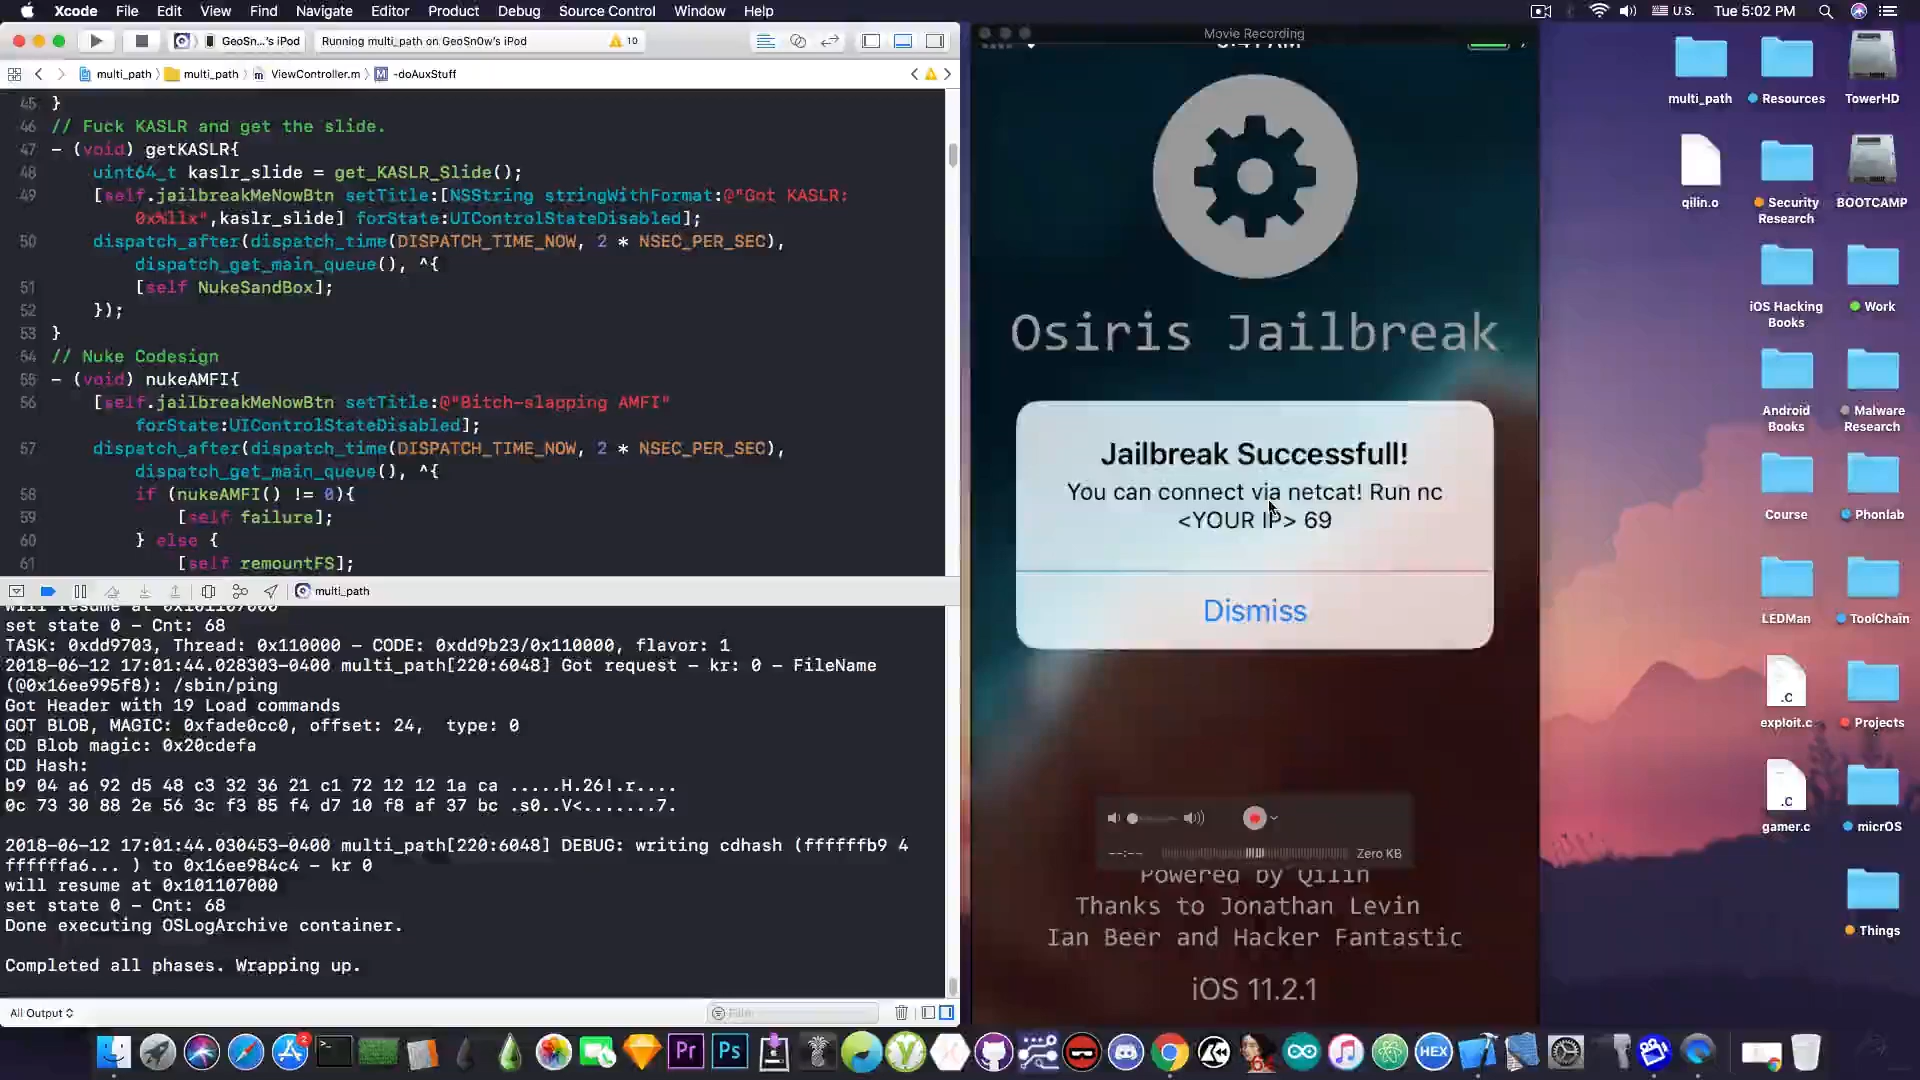 Xcode File Edit View Find Navigate Editor Product Debug Source Control Window Help
U.S. Tue 5:02 PM
GeoSn...'s iPod
Running multi_path on GeoSn0w's iPod
10
multi_path multi_path ViewController.m M -doAuxStuff
45 }
46 // Fuck KASLR and get the slide.
47 - (void) getKASLR{
48 uint64_t kaslr_slide = get_KASLR_Slide();
49 [self.jailbreakMeNowBtn setTitle:[NSString stringWithFormat:@"Got KASLR:
0x%llx",kaslr_slide] forState:UIControlStateDisabled];
50 dispatch_after(dispatch_time(DISPATCH_TIME_NOW, 2 * NSEC_PER_SEC),
dispatch_get_main_queue(), ^{
51 [self NukeSandBox];
52 });
53 }
54 // Nuke Codesign
55 - (void) nukeAMFI{
56 [self.jailbreakMeNowBtn setTitle:@"Bitch-slapping AMFI"
forState:UIControlStateDisabled];
57 dispatch_after(dispatch_time(DISPATCH_TIME_NOW, 2 * NSEC_PER_SEC),
dispatch_get_main_queue(), ^{
58 if (nukeAMFI() != 0){
59 [self failure];
60 } else {
61 [self remountFS];
multi_path
will resume at 0x101107000
set state 0 - Cnt: 68
TASK: 0xdd9703, Thread: 0x110000 - CODE: 0xdd9b23/0x110000, flavor: 1
2018-06-12 17:01:44.028303-0400 multi_path[220:6048] Got request - kr: 0 - FileName
(@0x16ee995f8): /sbin/ping
Got Header with 19 Load commands
GOT BLOB, MAGIC: 0xfade0cc0, offset: 24, type: 0
CD Blob magic: 0x20cdefa
CD Hash:
b9 04 a6 92 d5 48 c3 32 36 21 c1 72 12 12 1a ca .....H.26!.r....
0c 73 30 88 2e 56 3c f3 85 f4 d7 10 f8 af 37 bc .s0..V<.......7.
2018-06-12 17:01:44.030453-0400 multi_path[220:6048] DEBUG: writing cdhash (ffffffb9 4
ffffffa6... ) to 0x16ee984c4 - kr 0
will resume at 0x101107000
set state 0 - Cnt: 68
Done executing OSLogArchive container.
Completed all phases. Wrapping up.
All Output
Filter
Movie Recording
Osiris Jailbreak
Jailbreak Successfull!
You can connect via netcat! Run nc
<YOUR IP> 69
Dismiss
--:--
Zero KB
Powered by Qilin
Thanks to Jonathan Levin
Ian Beer and Hacker Fantastic
iOS 11.2.1
multi_path
Resources
TowerHD
qilin.o
Security
Research
BOOTCAMP
iOS Hacking
Books
Work
Android
Books
Malware
Research
Course
Phonlab
LEDMan
ToolChain
.C
exploit.c
Projects
.C
gamer.c
micrOS
Things
2
Pr
Ps
HEX